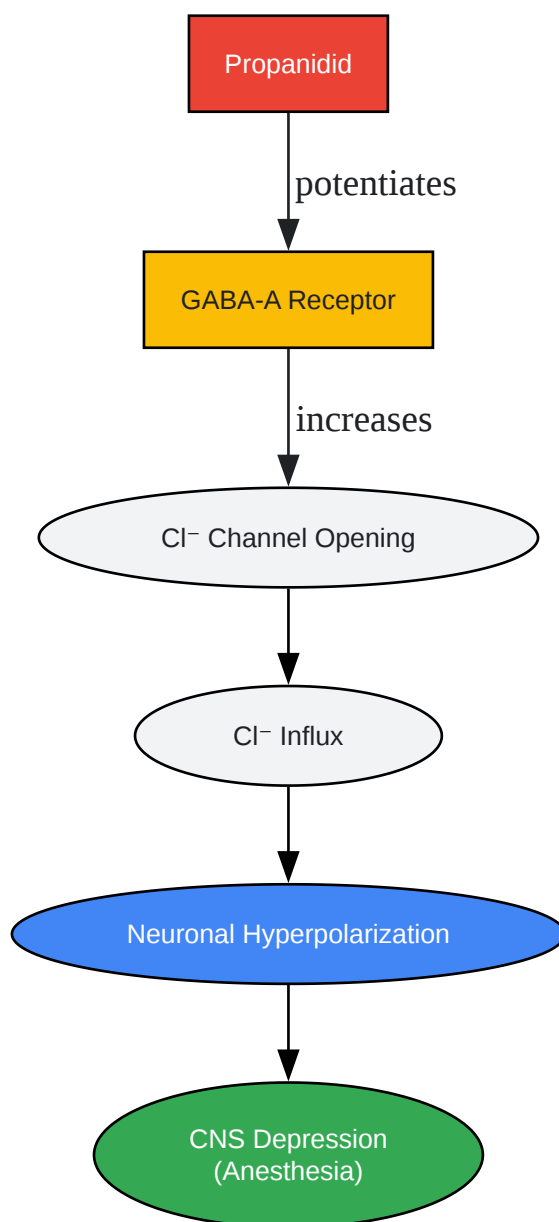 Propanidid
potentiates
GABA-A Receptor
increases
Cl⁻ Channel Opening
Cl⁻ Influx
Neuronal Hyperpolarization
CNS Depression
(Anesthesia)